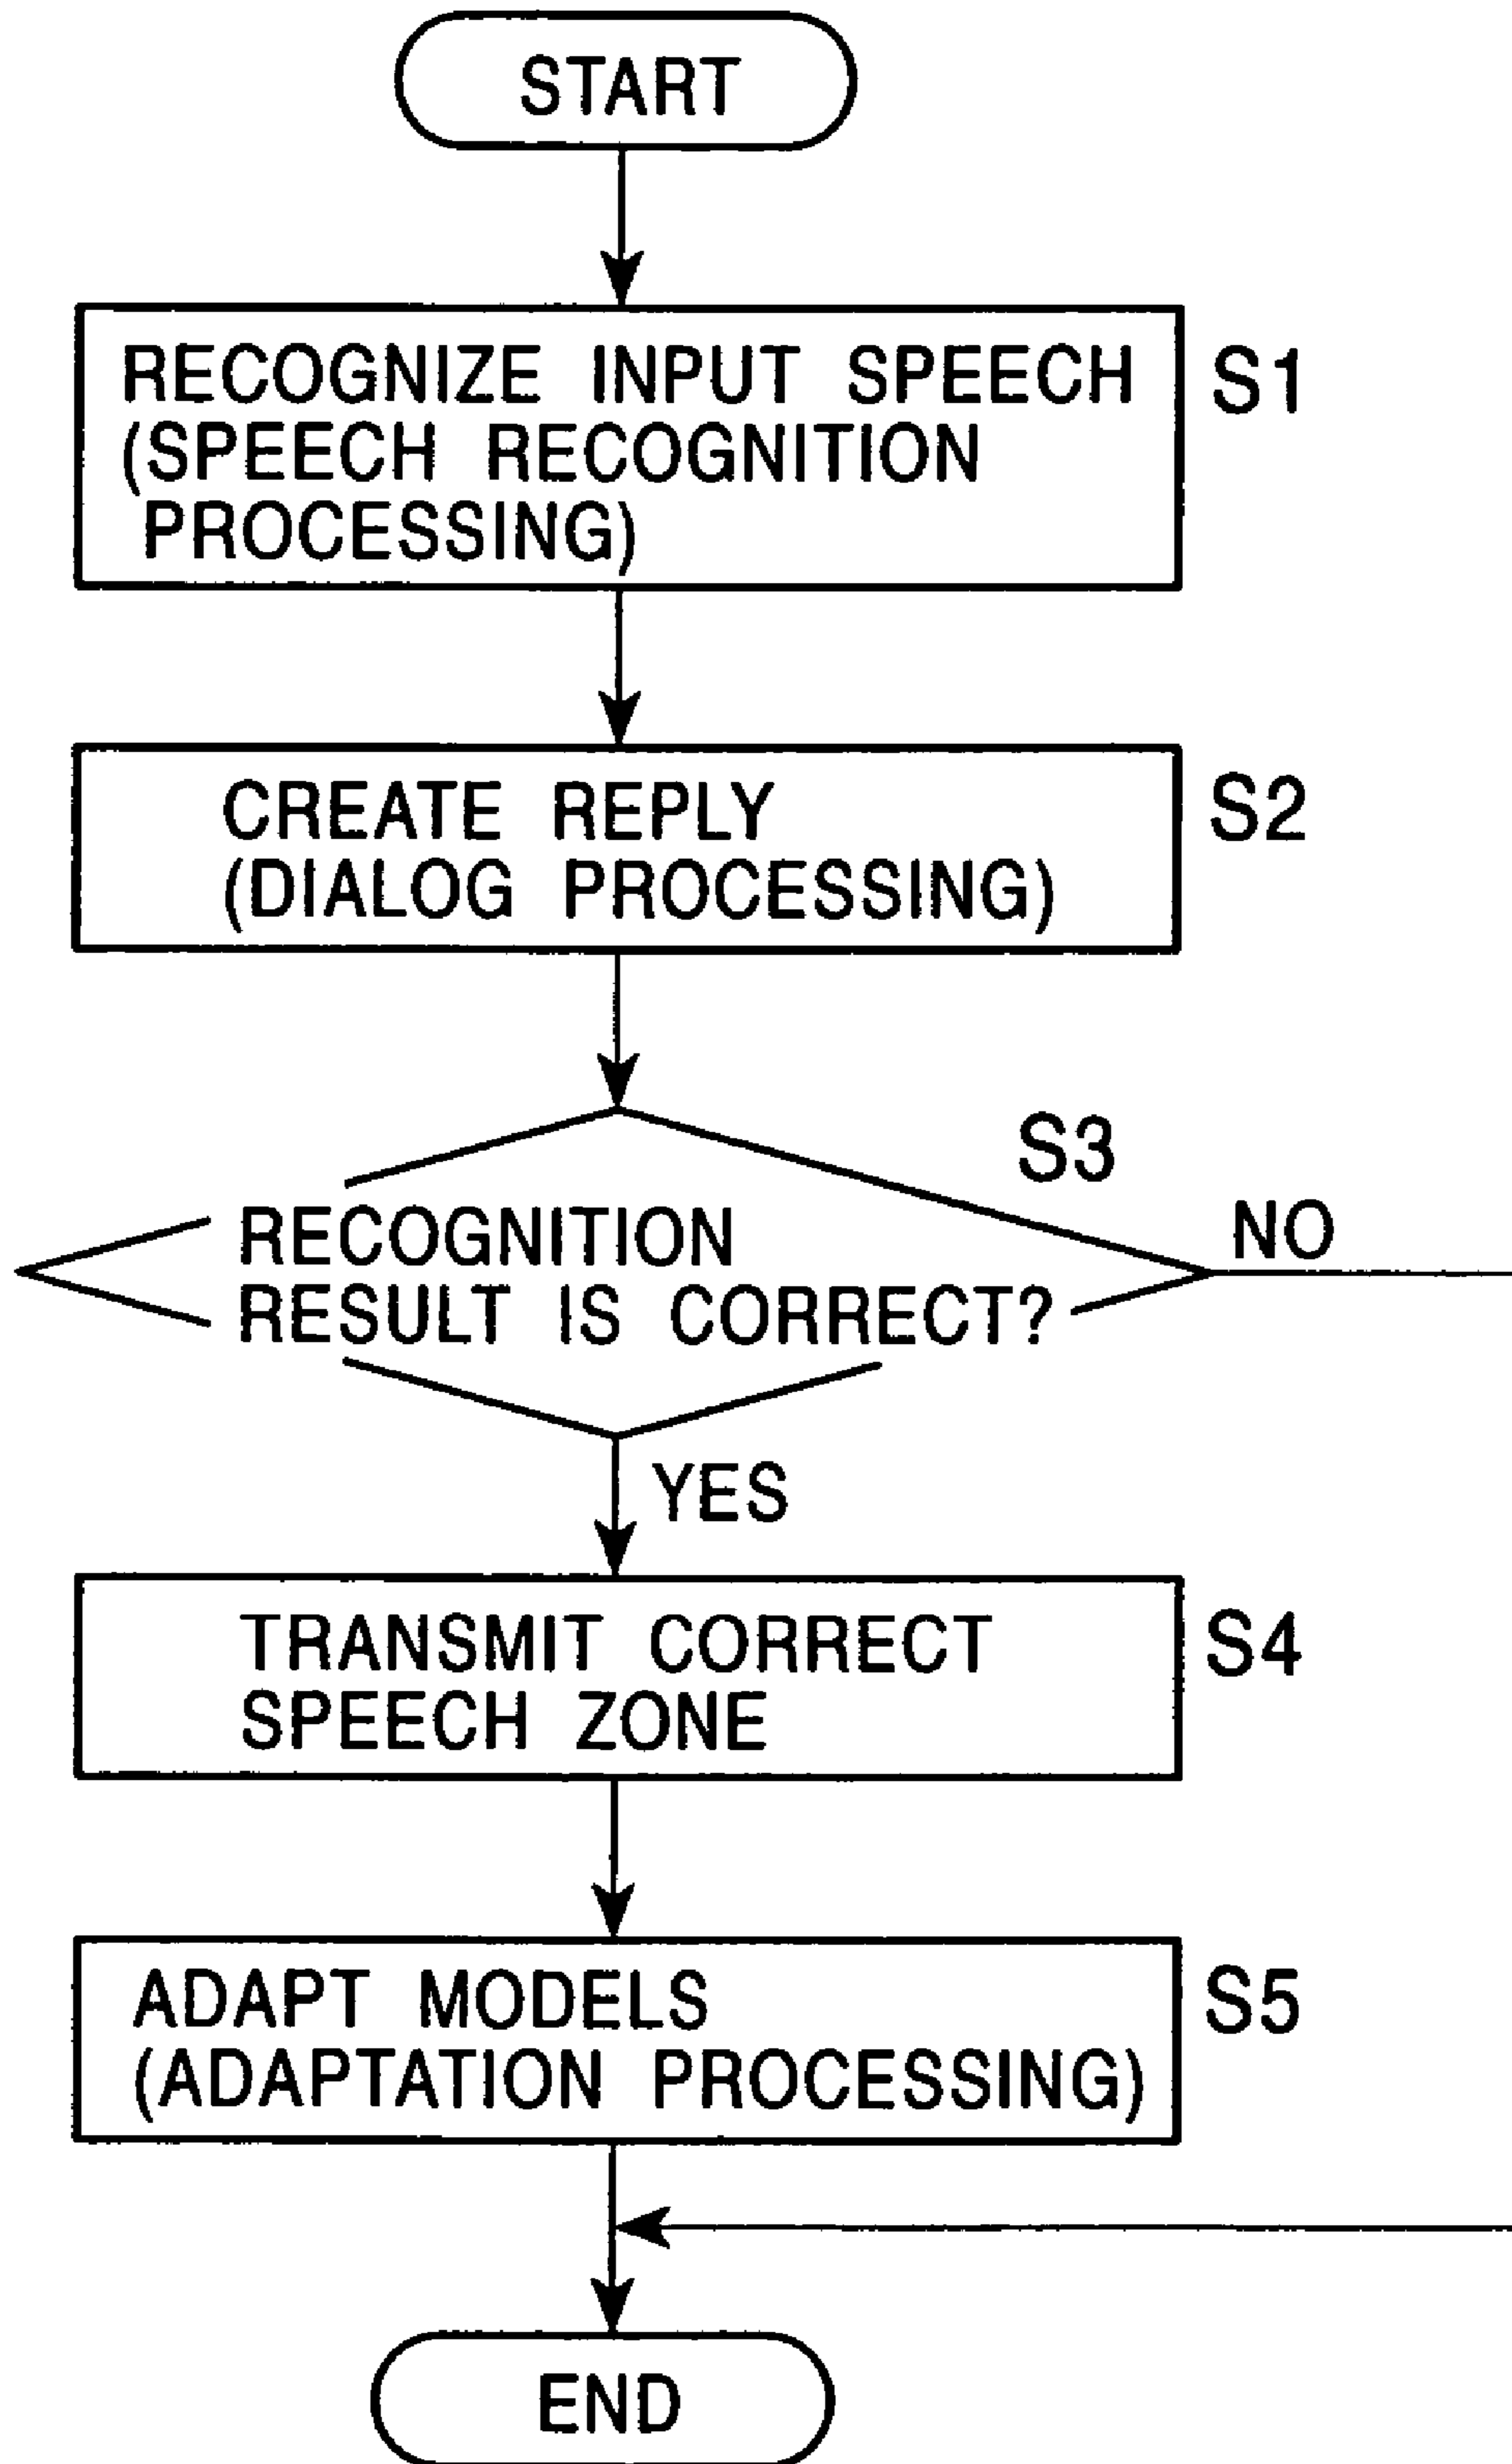 START
RECOGNIZE INPUT SPEECH S1
(SPEECH RECOGNITION
PROCESSING)
CREATE REPLY S2
(DIALOG PROCESSING)
S3
NO
RECOGNITION
RESULT IS CORRECT?
YES
TRANSMIT CORRECT S4
SPEECH ZONE
ADAPT MODELS S5
(ADAPTATION PROCESSING)
END